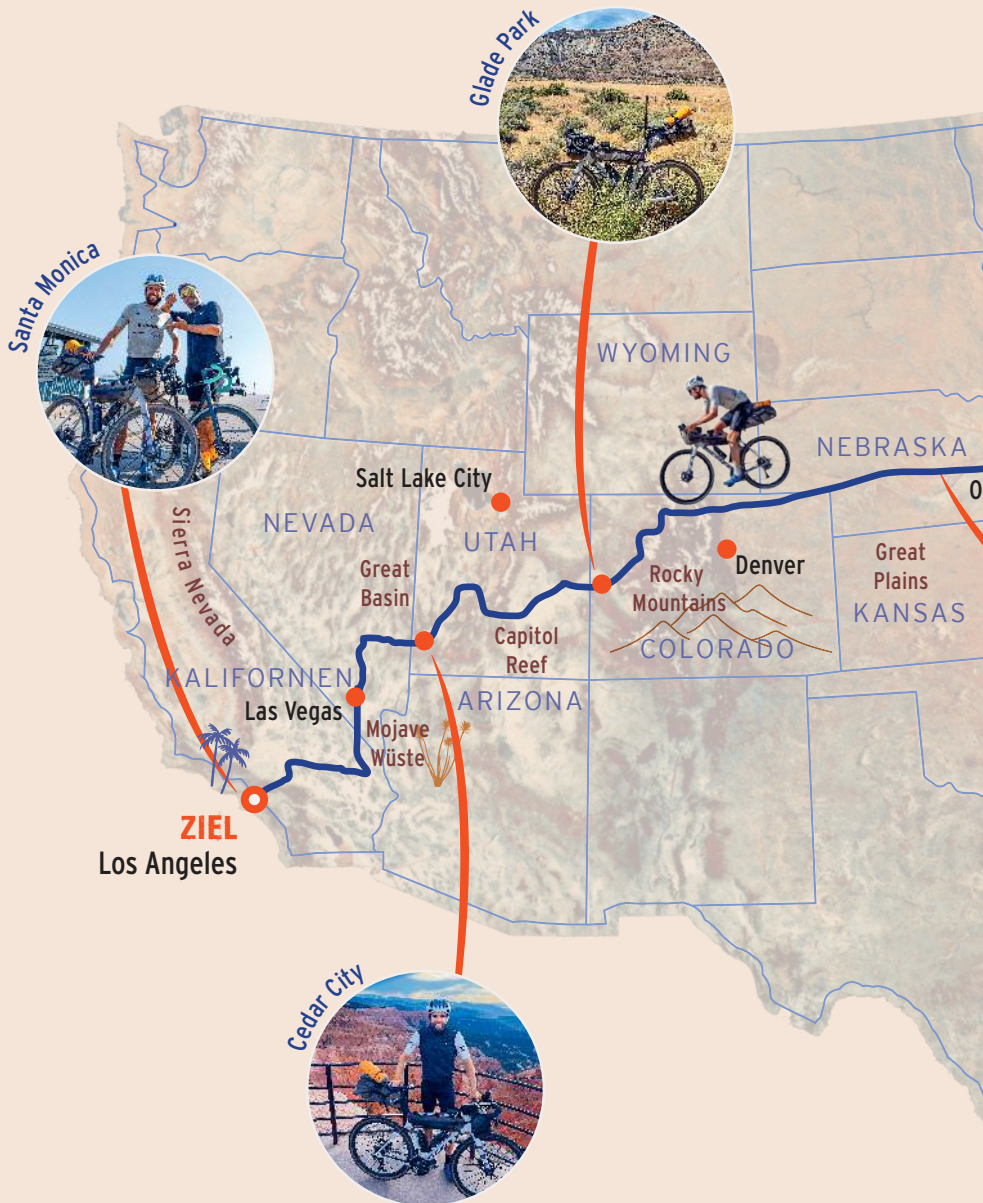 Glade Park
Santa Monica
WYOMING
NEBRASKA
O
Salt Lake City
Sierra Nevada
NEVADA
UTAH
Great
Basin
Denver
Rocky
Mountains
Great
Plains
KANSAS
COLORADO
Capitol
Reef
KALIFORNIEN
ARIZONA
Las Vegas
Mojave
Wüste
ZIEL
Los Angeles
Cedar City